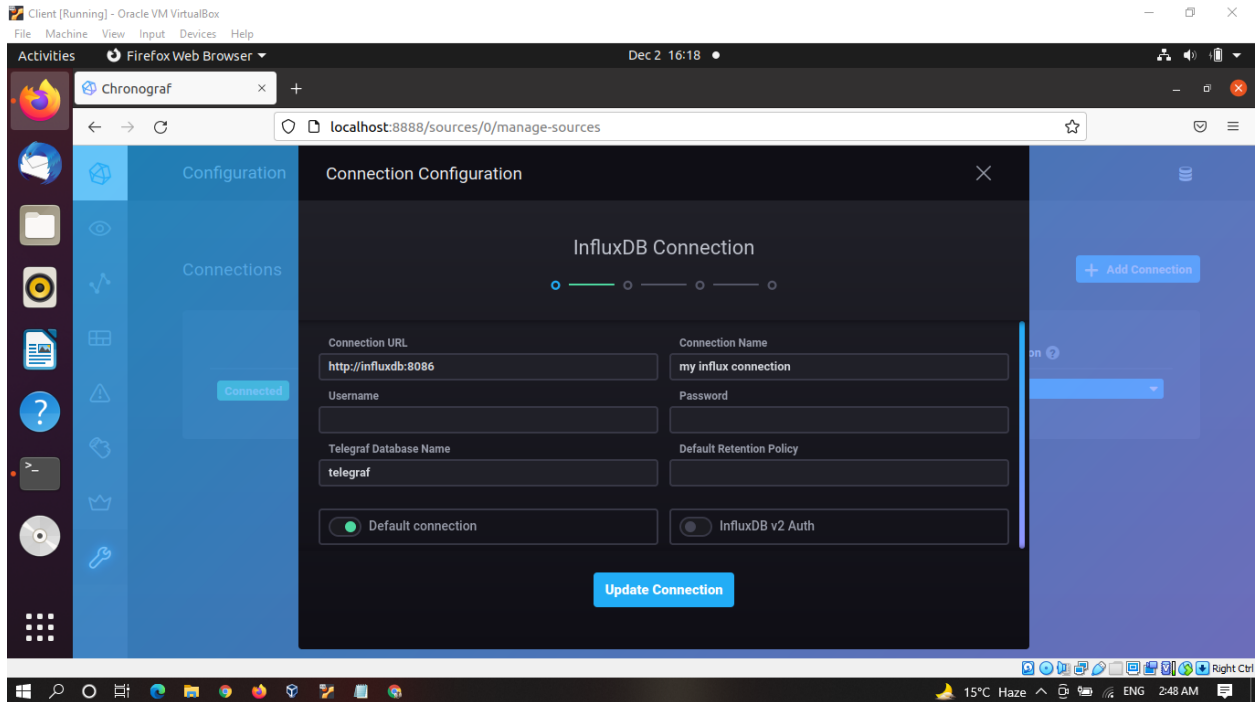 Client [Running] - Oracle VM VirtualBox
File Machine View Input Devices Help
Activities Firefox Web Browser Dec 2 16:18
Chronograf
localhost:8888/sources/0/manage-sources
Configuration
Connection Configuration
InfluxDB Connection
Connections
+ Add Connection
Connection URL Connection Name
http://influxdb:8086 my influx connection
on ?
Connected
Username Password
Telegraf Database Name Default Retention Policy
telegraf
Default connection InfluxDB v2 Auth
Update Connection
Right Ctrl
15°C Haze ENG 2:48 AM